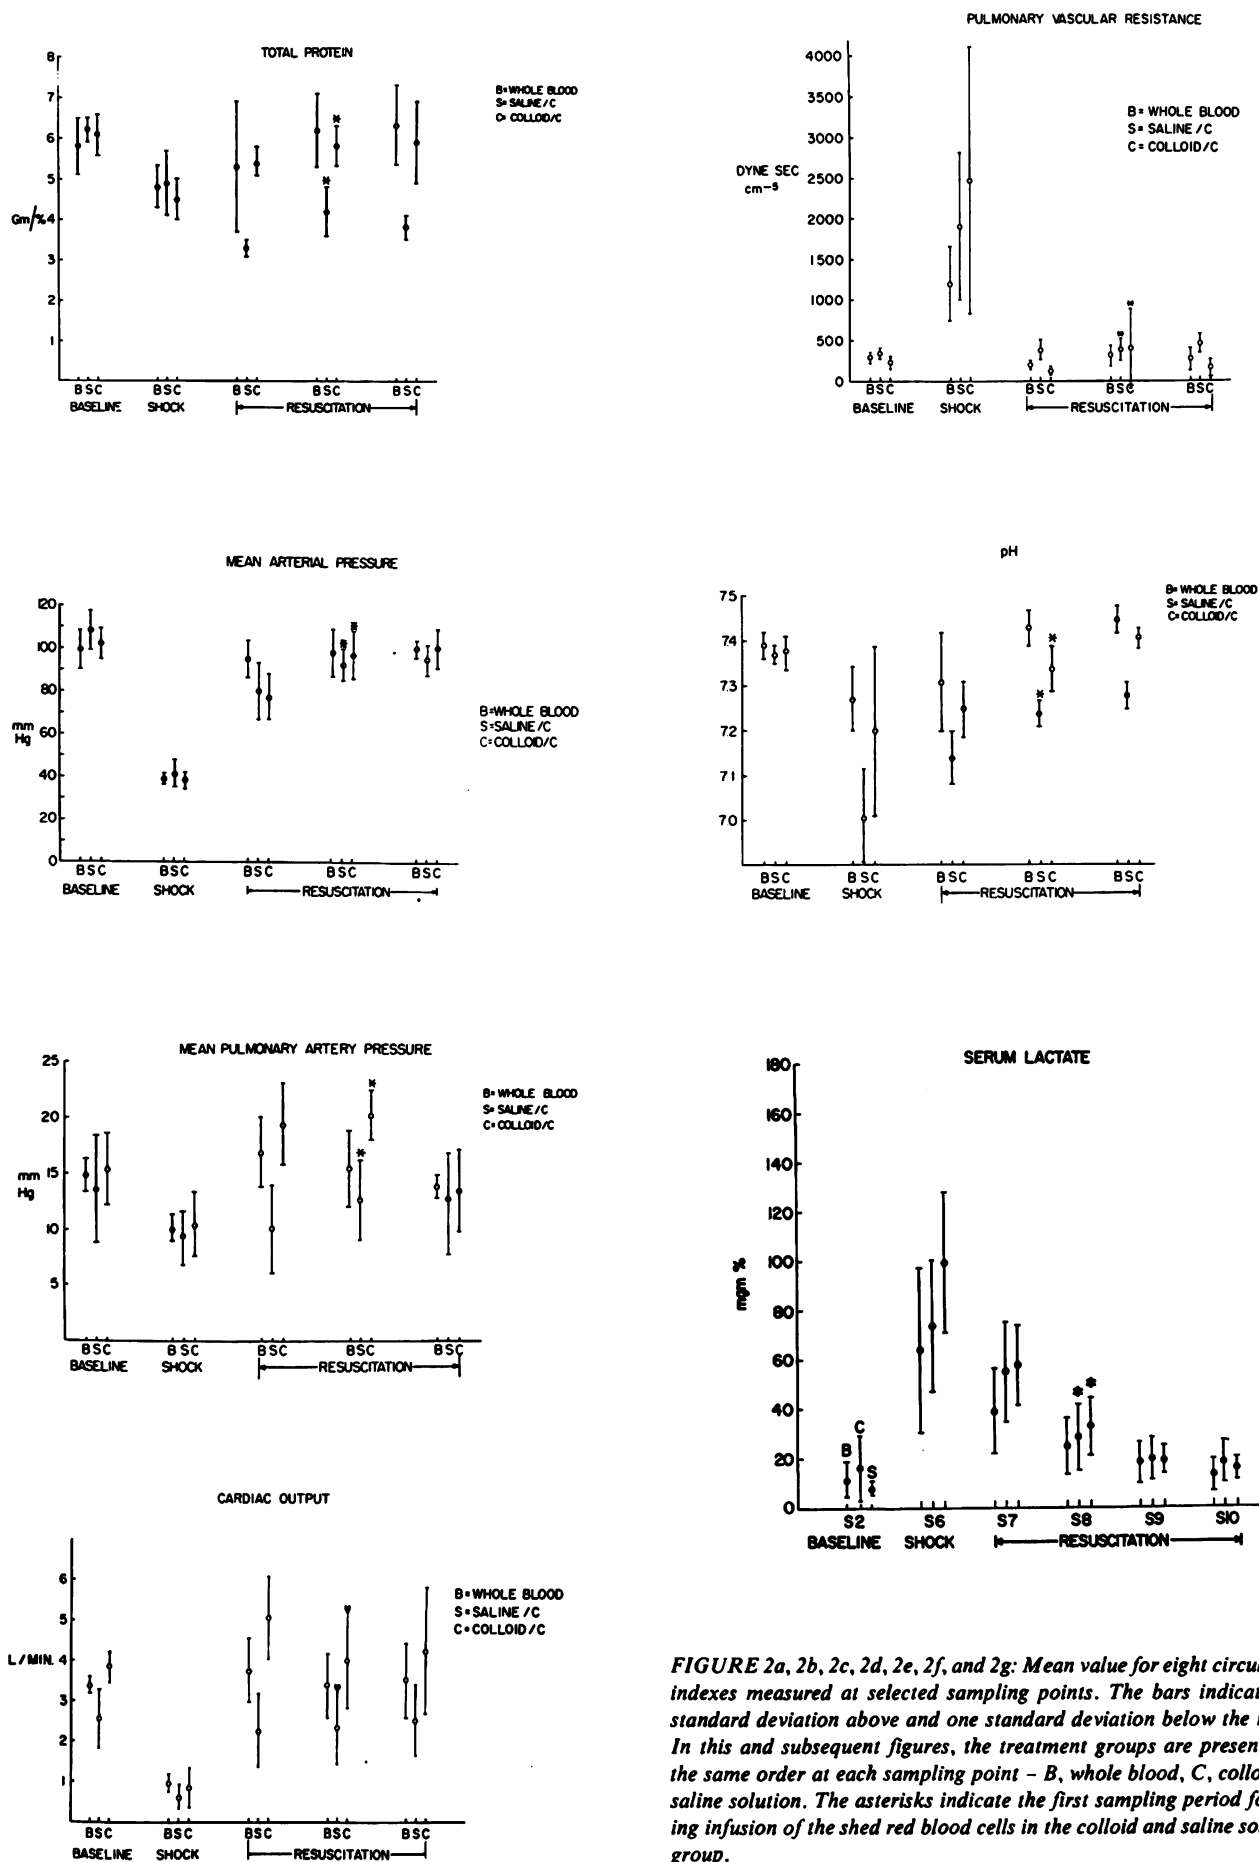 TOTAL PROTEIN
B=WHOLE BLOOD
S=SALINE/C
C=COLLOID/C
8
7
6
5
Gm/%4
3
2
1
BSC BSC BSC BSC BSC
BASELINE SHOCK RESUSCITATION
PULMONARY VASCULAR RESISTANCE
4000
3500
3000
2500
2000
1500
1000
500
0
DYNE SEC
cm-5
B= WHOLE BLOOD
S= SALINE/C
C= COLLOID/C
BSC BSC BSC BSC BSC
BASELINE SHOCK RESUSCITATION
MEAN ARTERIAL PRESSURE
120
100
80
60
40
20
0
mm
Hg
B=WHOLE BLOOD
S=SALINE/C
C=COLLOID/C
BSC BSC BSC BSC BSC
BASELINE SHOCK RESUSCITATION
pH
75
74
73
72
71
70
B=WHOLE BLOOD
S=SALINE/C
C=COLLOID/C
BSC BSC BSC BSC BSC
BASELINE SHOCK RESUSCITATION
MEAN PULMONARY ARTERY PRESSURE
25
20
15
10
5
mm
Hg
B=WHOLE BLOOD
S=SALINE/C
C=COLLOID/C
BSC BSC BSC BSC BSC
BASELINE SHOCK RESUSCITATION
SERUM LACTATE
180
160
140
120
100
80
60
40
20
0
mgm %
B
C
S
S2 S6 S7 S8 S9 S10
BASELINE SHOCK RESUSCITATION
CARDIAC OUTPUT
6
5
L/MIN. 4
3
2
1
B=WHOLE BLOOD
S=SALINE/C
C=COLLOID/C
BSC BSC BSC BSC BSC
BASELINE SHOCK RESUSCITATION
FIGURE 2a, 2b, 2c, 2d, 2e, 2f, and 2g: Mean value for eight circu
indexes measured at selected sampling points. The bars indicat
standard deviation above and one standard deviation below the
In this and subsequent figures, the treatment groups are presen
the same order at each sampling point – B, whole blood, C, collo
saline solution. The asterisks indicate the first sampling period fo
ing infusion of the shed red blood cells in the colloid and saline so
group.